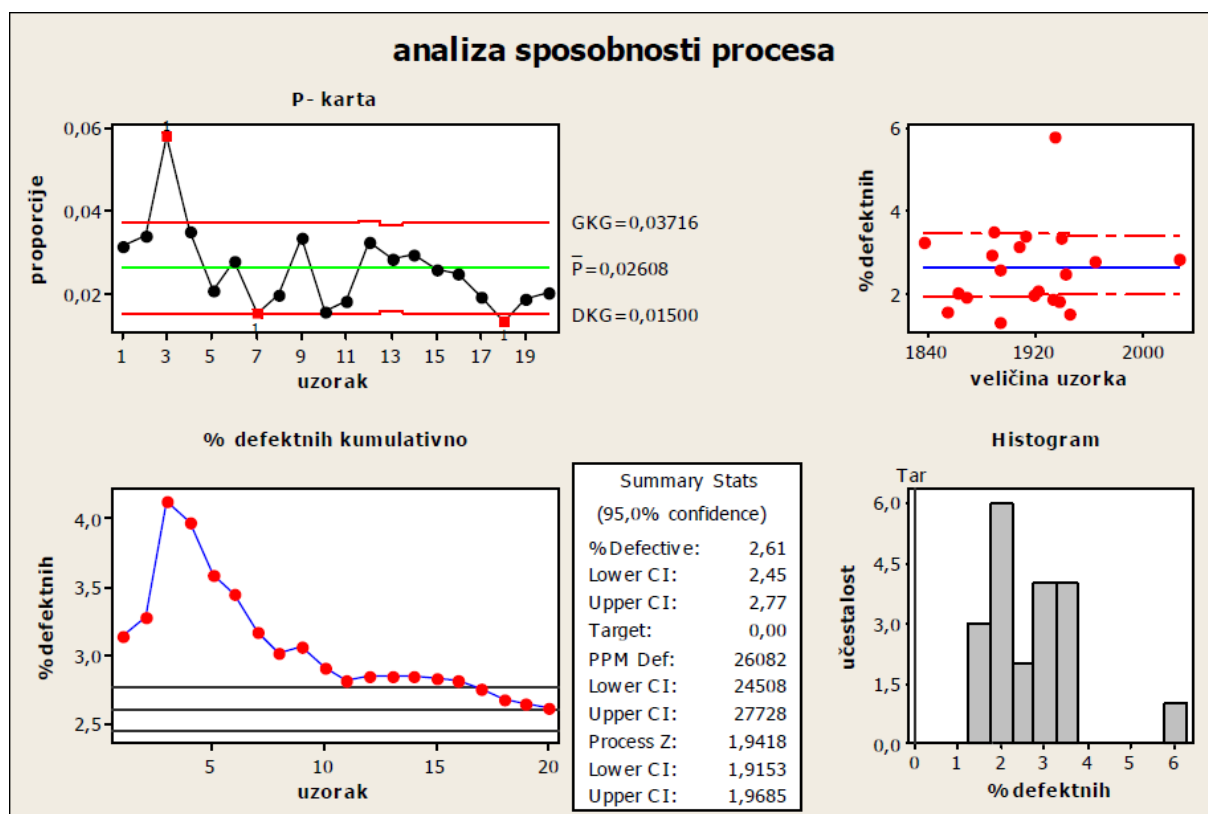 analiza sposobnosti procesa
P- karta
proporcije
0,06
0,04
0,02
1
1
1
GKG=0,03716
P̅=0,02608
DKG=0,01500
1 3 5 7 9 11 13 15 17 19
uzorak
%defektnih
6
4
2
1840 1920 2000
veličina uzorka
% defektnih kumulativno
%defektnih
4,0
3,5
3,0
2,5
5 10 15 20
uzorak
Summary Stats
(95,0% confidence)
%Defective: 2,61
Lower CI: 2,45
Upper CI: 2,77
Target: 0,00
PPM Def: 26082
Lower CI: 24508
Upper CI: 27728
Process Z: 1,9418
Lower CI: 1,9153
Upper CI: 1,9685
Histogram
Tar
učestalost
6,0
4,5
3,0
1,5
0,0
0 1 2 3 4 5 6
%defektnih